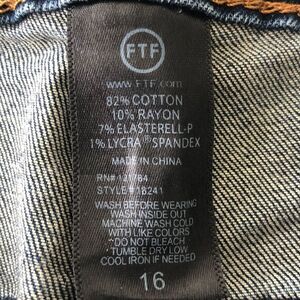 FTF
www.FTF.com
82% COTTON
10% RAYON
7% ELASTERELL-P
1% LYCRA® SPANDEX
MADE IN CHINA
RN# 121764
STYLE# 18241
WASH BEFORE WEARING
WASH INSIDE OUT
MACHINE WASH COLD
WITH LIKE COLORS
DO NOT BLEACH
TUMBLE DRY LOW
COOL IRON IF NEEDED
16